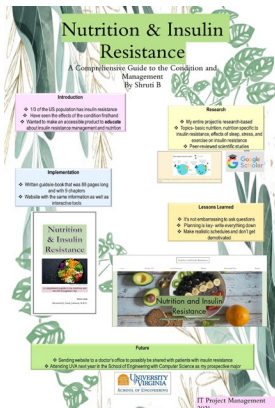 Nutrition & Insulin
Resistance
A Comprehensive Guide to the Condition and
Management
By Shruti B
Introduction
1/3 of the US population has insulin resistance
Have seen the effects of the condition firsthand
Wanted to make an accessible product to educate
about insulin resistance management and nutrition
Research
My entire project is research-based
Topics- basic nutrition, nutrition specific to
insulin resistance, effects of sleep, stress, and
exercise on insulin resistance
Peer-reviewed scientific studies
Google
Scholar
Implementation
Written guide/e-book that was 89 pages long
and with 9 chapters
Website with the same information as well as
interactive tools
Lessons Learned
It's not embarrassing to ask questions
Planning is key- write everything down
Make realistic schedules and don't get
demotivated
Nutrition
& Insulin
Resistance
Nutrition and Insulin
Resistance
Future
Sending website to a doctor's office to possibly be shared with patients with insulin resistance
Attending UVA next year in the School of Engineering with Computer Science as my prospective major
UNIVERSITY
VIRGINIA
SCHOOL OF ENGINEERING
IT Project Management